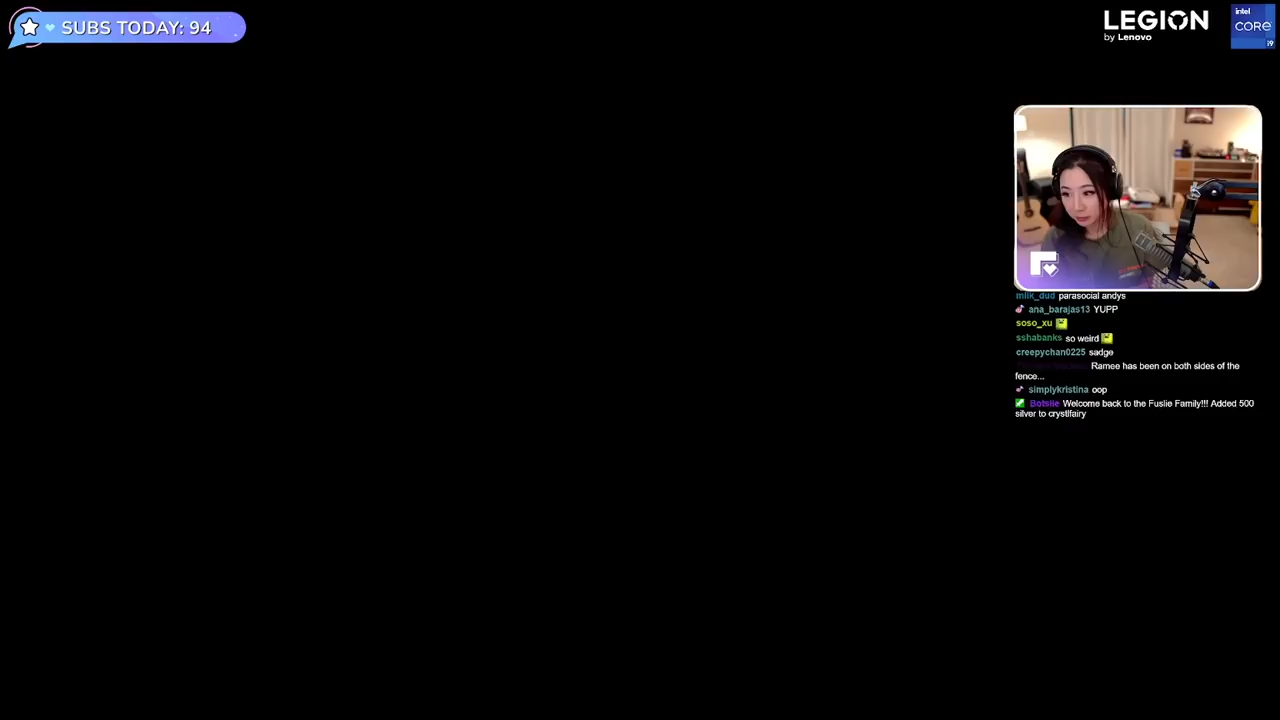 SUBS TODAY: 94
LEGION
by Lenovo
intel
CORE
i9
milk_dud parasocial andys
ana_barajas13 YUPP
soso_xu
sshabanks so weird
creepychan0225 sadge
Ramee has been on both sides of the
fence...
simplykristina oop
Botslie Welcome back to the Fuslie Family!!! Added 500
silver to crystlfairy